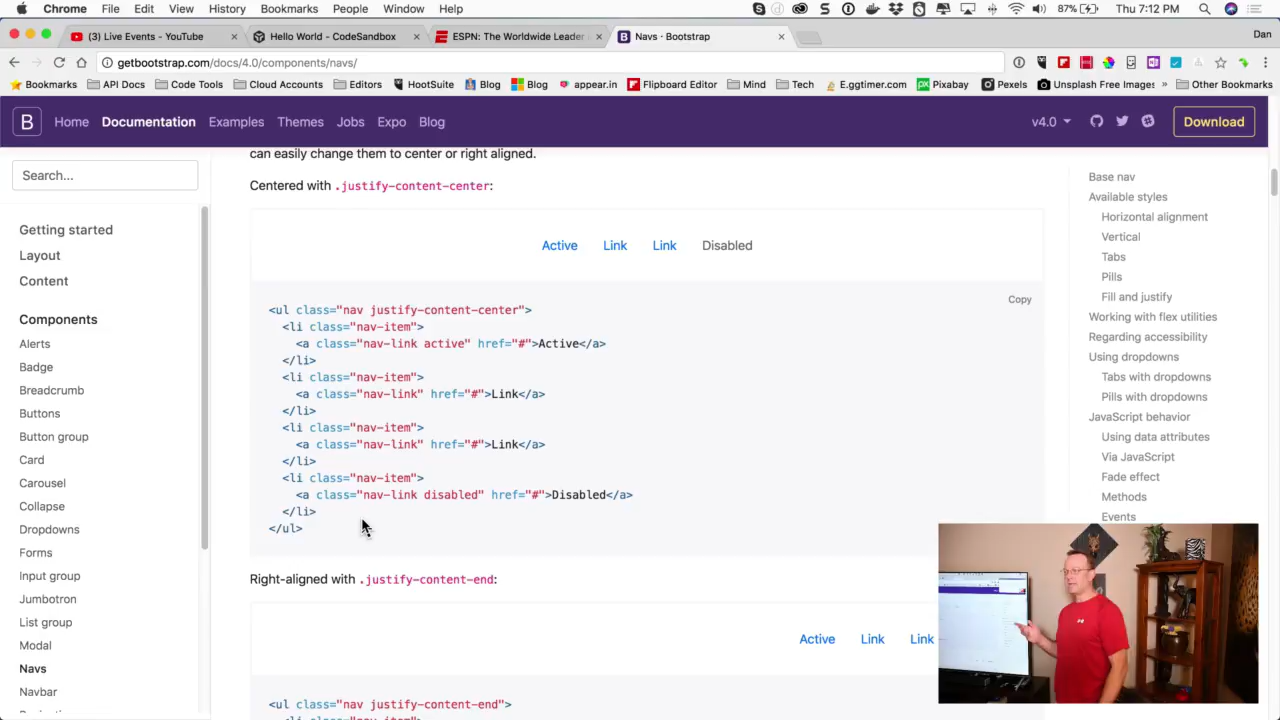 Chrome File Edit View History Bookmarks People Window Help
87% Thu 7:12 PM
(3) Live Events - YouTube
Hello World - CodeSandbox
ESPN: The Worldwide Leader
Navs · Bootstrap
Dan
getbootstrap.com/docs/4.0/components/navs/
Bookmarks API Docs Code Tools Cloud Accounts Editors HootSuite Blog Blog appear.in Flipboard Editor Mind Tech E.ggtimer.com Pixabay Pexels Unsplash Free Images » Other Bookmarks
B Home Documentation Examples Themes Jobs Expo Blog v4.0 Download
Search...
Getting started
Layout
Content
Components
Alerts
Badge
Breadcrumb
Buttons
Button group
Card
Carousel
Collapse
Dropdowns
Forms
Input group
Jumbotron
List group
Modal
Navs
Navbar
can easily change them to center or right aligned.
Centered with .justify-content-center:
Active Link Link Disabled
Copy
<ul class="nav justify-content-center">
<li class="nav-item">
<a class="nav-link active" href="#">Active</a>
</li>
<li class="nav-item">
<a class="nav-link" href="#">Link</a>
</li>
<li class="nav-item">
<a class="nav-link" href="#">Link</a>
</li>
<li class="nav-item">
<a class="nav-link disabled" href="#">Disabled</a>
</li>
</ul>
Right-aligned with .justify-content-end:
Active Link Link
<ul class="nav justify-content-end">
Base nav
Available styles
Horizontal alignment
Vertical
Tabs
Pills
Fill and justify
Working with flex utilities
Regarding accessibility
Using dropdowns
Tabs with dropdowns
Pills with dropdowns
JavaScript behavior
Using data attributes
Via JavaScript
Fade effect
Methods
Events